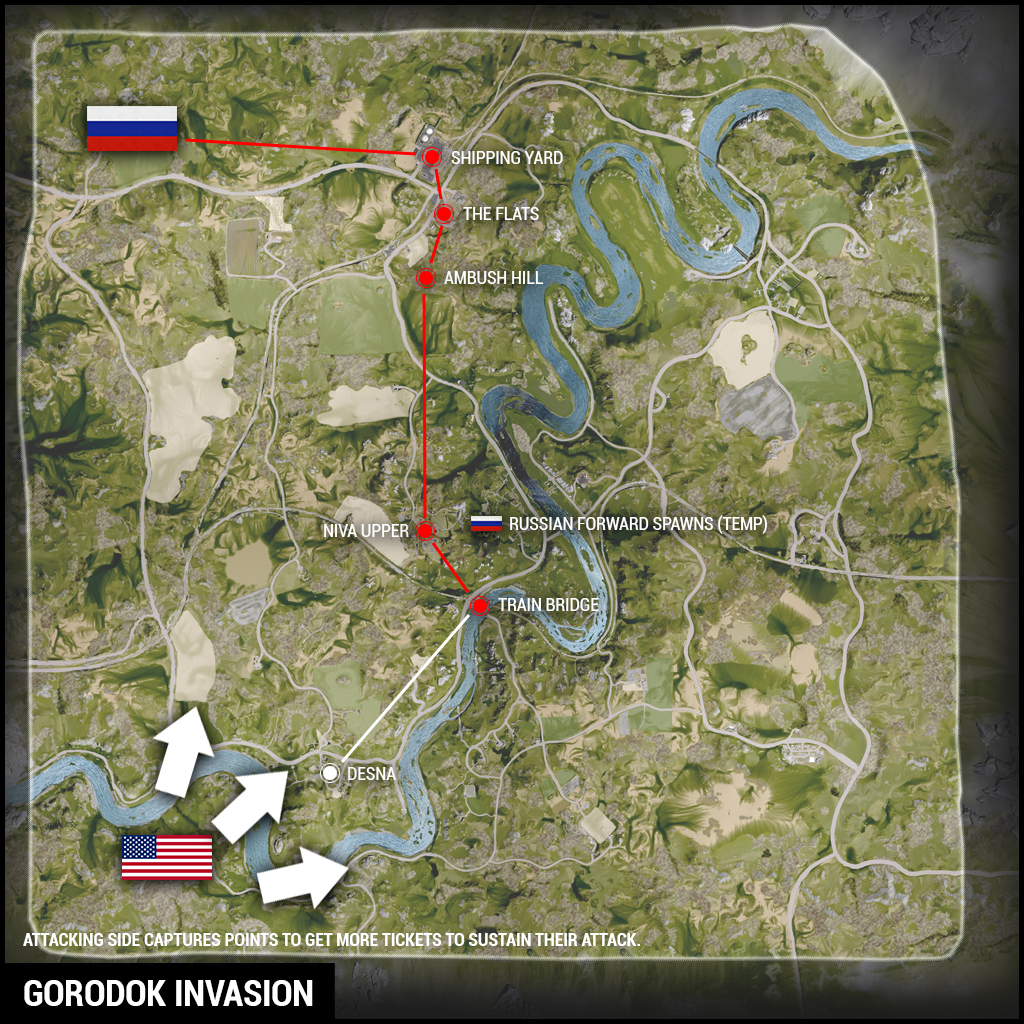 SHIPPING YARD
THE FLATS
AMBUSH HILL
NIVA UPPER
RUSSIAN FORWARD SPAWNS (TEMP)
TRAIN BRIDGE
DESNA
ATTACKING SIDE CAPTURES POINTS TO GET MORE TICKETS TO SUSTAIN THEIR ATTACK.
GORODOK INVASION